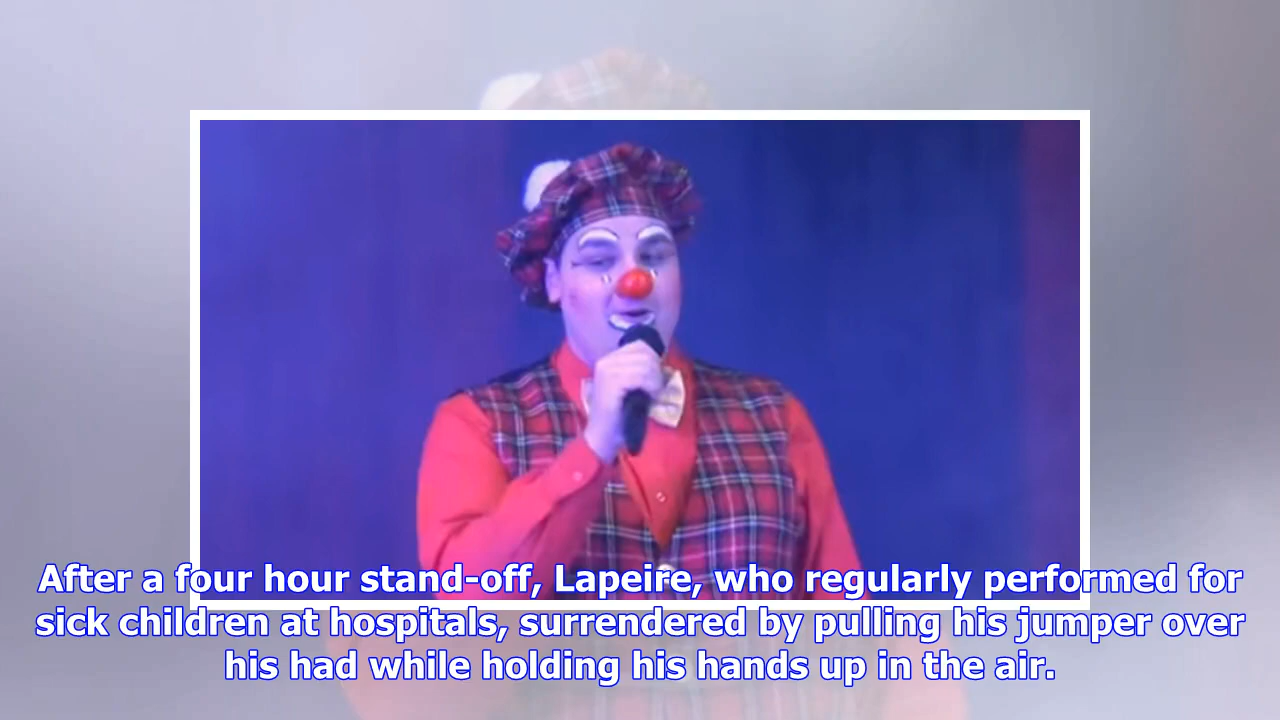 After a four hour stand-off, Lapeire, who regularly performed for
sick children at hospitals, surrendered by pulling his jumper over
his had while holding his hands up in the air.